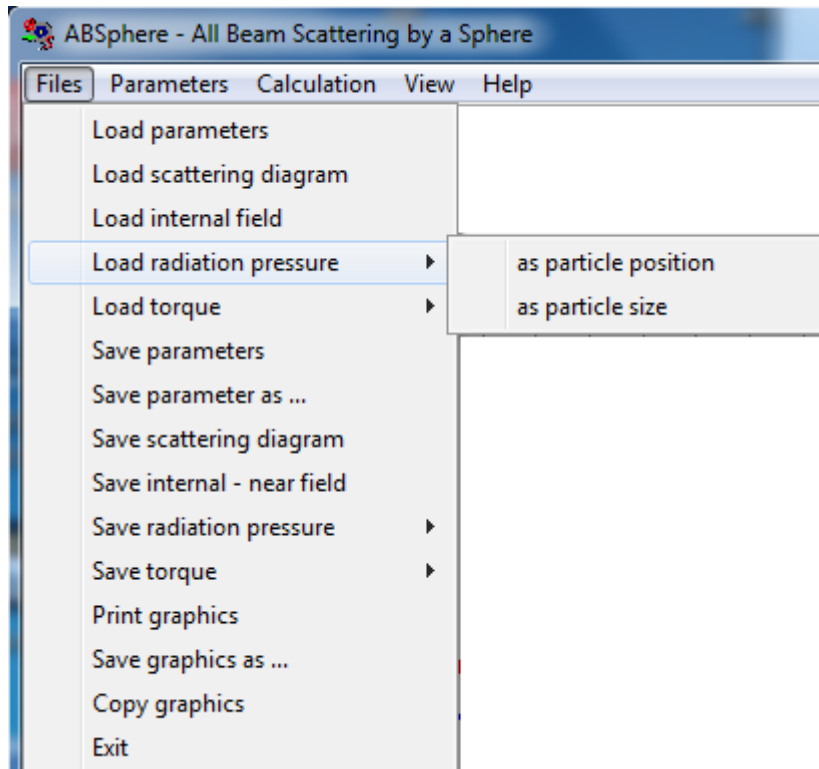 ABSphere - All Beam Scattering by a Sphere
Files Parameters Calculation View Help
Load parameters
Load scattering diagram
Load internal field
Load radiation pressure
as particle position
as particle size
Load torque
Save parameters
Save parameter as ...
Save scattering diagram
Save internal - near field
Save radiation pressure
Save torque
Print graphics
Save graphics as ...
Copy graphics
Exit